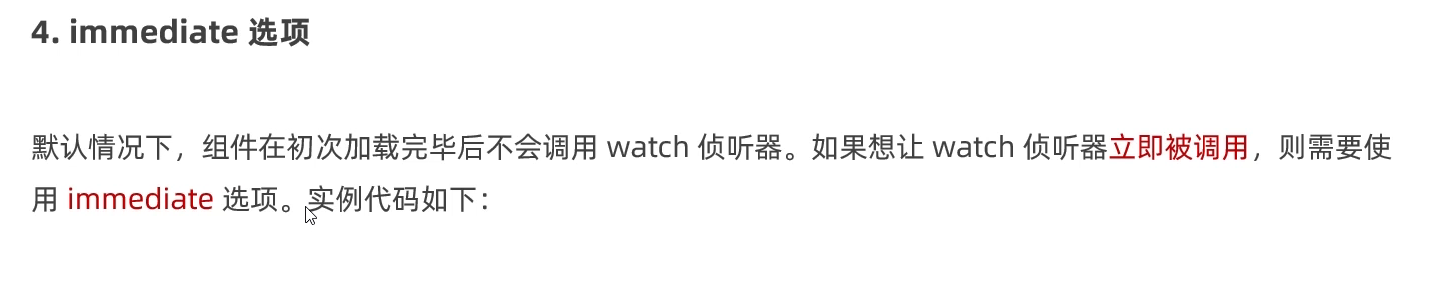 4. immediate 选项
默认情况下，组件在初次加载完毕后不会调用 watch 侦听器。如果想让 watch 侦听器立即被调用，则需要使
用 immediate 选项。实例代码如下：